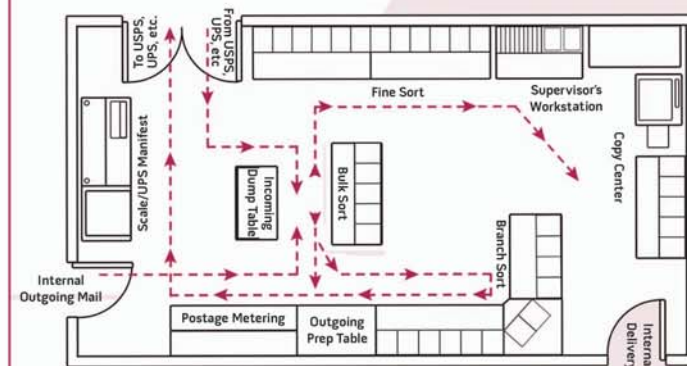 To USPS,
UPS, etc.
From USPS,
UPS, etc
Fine Sort
Supervisor's
Workstation
Scale/UPS Manifest
Incoming
Dump Table
Bulk Sort
Copy Center
Branch Sort
Internal
Outgoing Mail
Postage Metering
Outgoing
Prep Table
Delivery